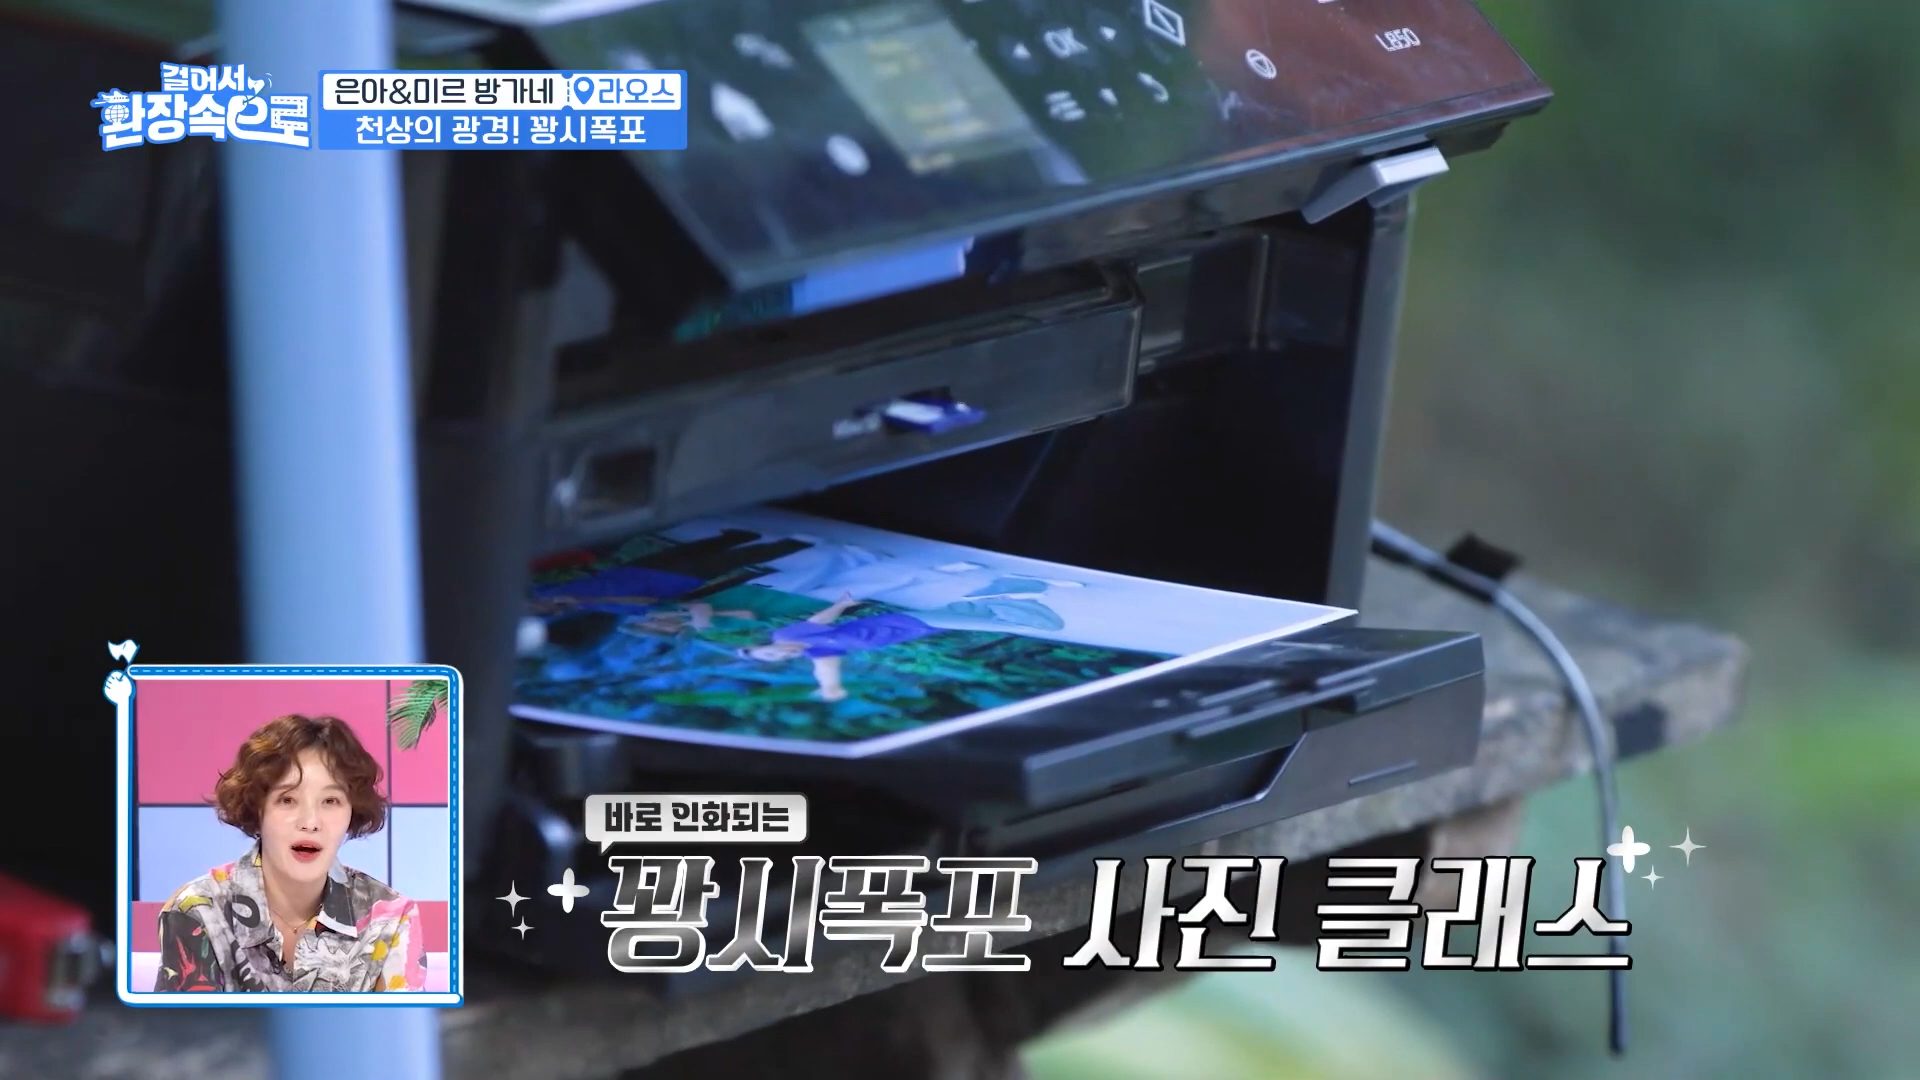 걸어서
환장속으로
은아&미르 방가네 라오스
천상의 광경! 꽝시폭포
OK
L850
바로 인화되는
꽝시폭포 사진 클래스